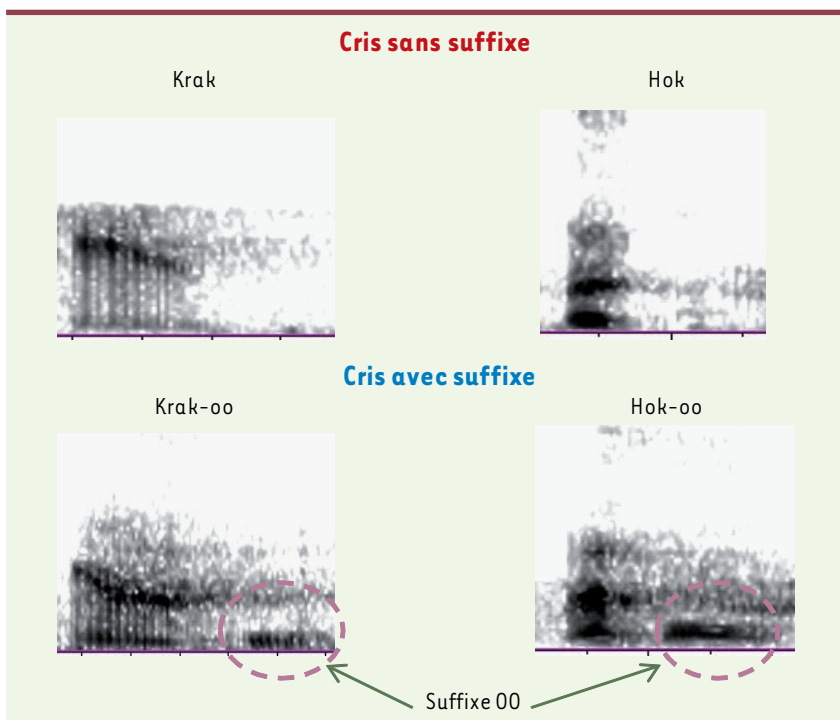 Cris sans suffixe
Krak
Hok
Cris avec suffixe
Krak-oo
Hok-oo
Suffixe OO